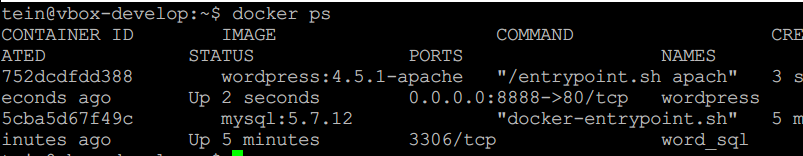 tein@vbox-develop:~$ docker ps
CONTAINER ID        IMAGE                    COMMAND                  CRE
ATED             STATUS              PORTS                  NAMES
752dcdfdd388        wordpress:4.5.1-apache   "/entrypoint.sh apach"   3 s
econds ago       Up 2 seconds        0.0.0.0:8888->80/tcp   wordpress
5cba5d67f49c        mysql:5.7.12             "docker-entrypoint.sh"   5 m
inutes ago       Up 5 minutes        3306/tcp               word_sql